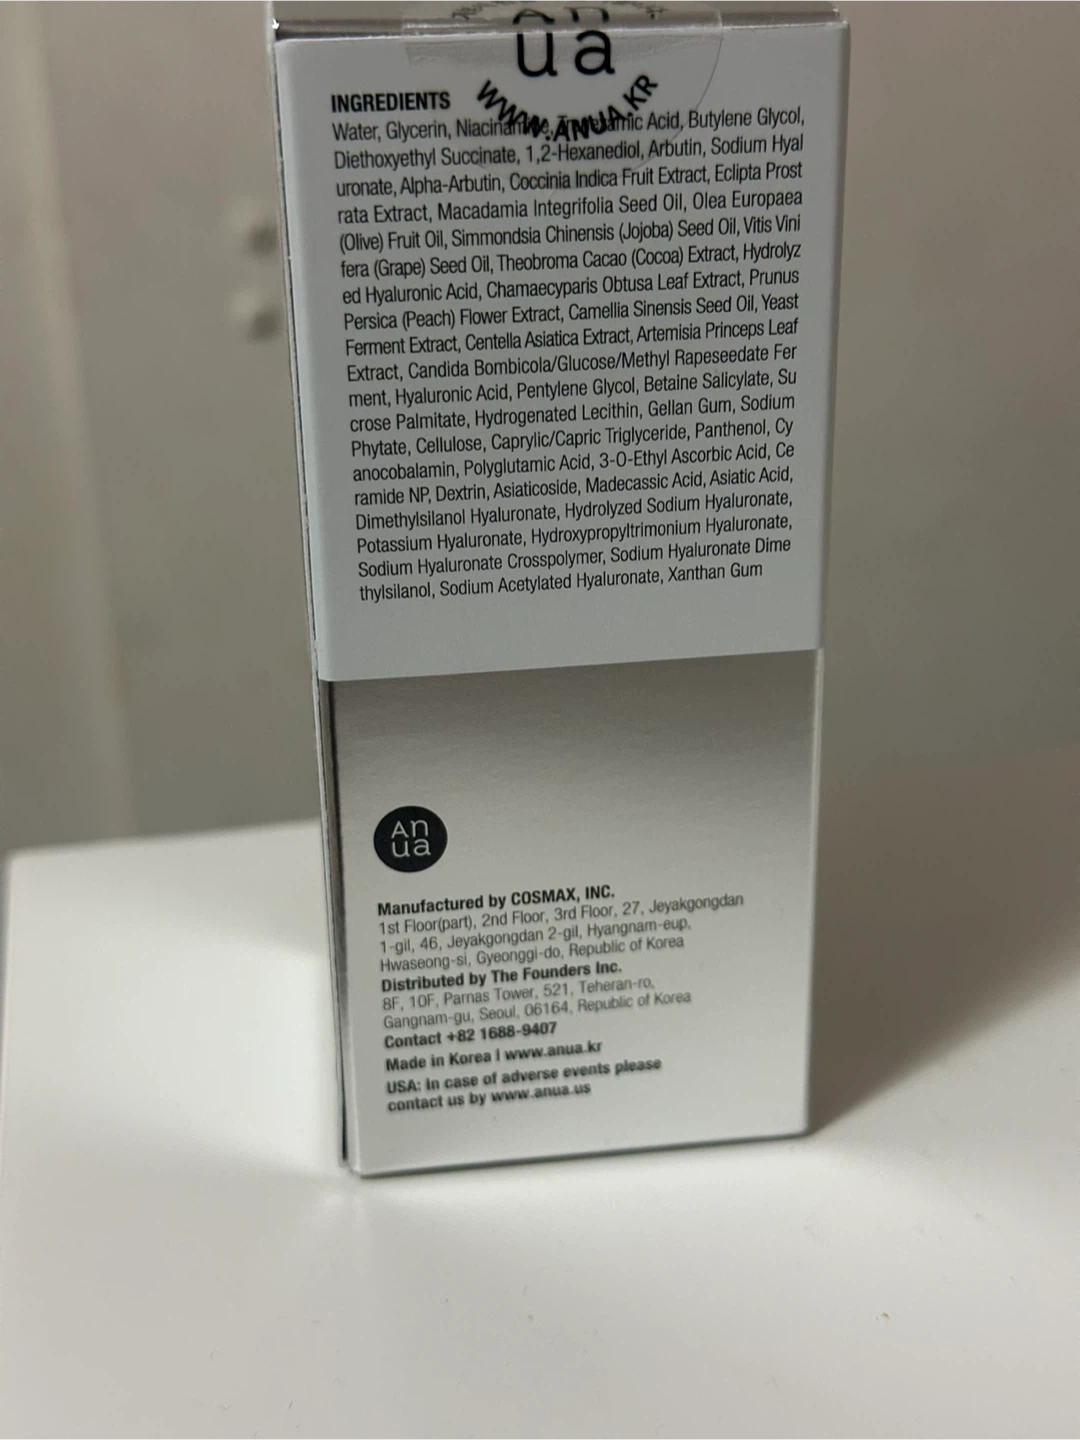 An
ua
WWW.ANUA.KR
INGREDIENTS
Water, Glycerin, Niacinamide, Tranexamic Acid, Butylene Glycol,
Diethoxyethyl Succinate, 1,2-Hexanediol, Arbutin, Sodium Hyal
uronate, Alpha-Arbutin, Coccinia Indica Fruit Extract, Eclipta Prost
rata Extract, Macadamia Integrifolia Seed Oil, Olea Europaea
(Olive) Fruit Oil, Simmondsia Chinensis (Jojoba) Seed Oil, Vitis Vini
fera (Grape) Seed Oil, Theobroma Cacao (Cocoa) Extract, Hydrolyz
ed Hyaluronic Acid, Chamaecyparis Obtusa Leaf Extract, Prunus
Persica (Peach) Flower Extract, Camellia Sinensis Seed Oil, Yeast
Ferment Extract, Centella Asiatica Extract, Artemisia Princeps Leaf
Extract, Candida Bombicola/Glucose/Methyl Rapeseedate Fer
ment, Hyaluronic Acid, Pentylene Glycol, Betaine Salicylate, Su
crose Palmitate, Hydrogenated Lecithin, Gellan Gum, Sodium
Phytate, Cellulose, Caprylic/Capric Triglyceride, Panthenol, Cy
anocobalamin, Polyglutamic Acid, 3-O-Ethyl Ascorbic Acid, Ce
ramide NP, Dextrin, Asiaticoside, Madecassic Acid, Asiatic Acid,
Dimethylsilanol Hyaluronate, Hydrolyzed Sodium Hyaluronate,
Potassium Hyaluronate, Hydroxypropyltrimonium Hyaluronate,
Sodium Hyaluronate Crosspolymer, Sodium Hyaluronate Dime
thylsilanol, Sodium Acetylated Hyaluronate, Xanthan Gum
An
ua
Manufactured by COSMAX, INC.
1st Floor(part), 2nd Floor, 3rd Floor, 27, Jeyakgongdan
1-gil, 46, Jeyakgongdan 2-gil, Hyangnam-eup,
Hwaseong-si, Gyeonggi-do, Republic of Korea
Distributed by The Founders Inc.
8F, 10F, Parnas Tower, 521, Teheran-ro,
Gangnam-gu, Seoul, 06164, Republic of Korea
Contact +82 1688-9407
Made in Korea | www.anua.kr
USA: In case of adverse events please
contact us by www.anua.us